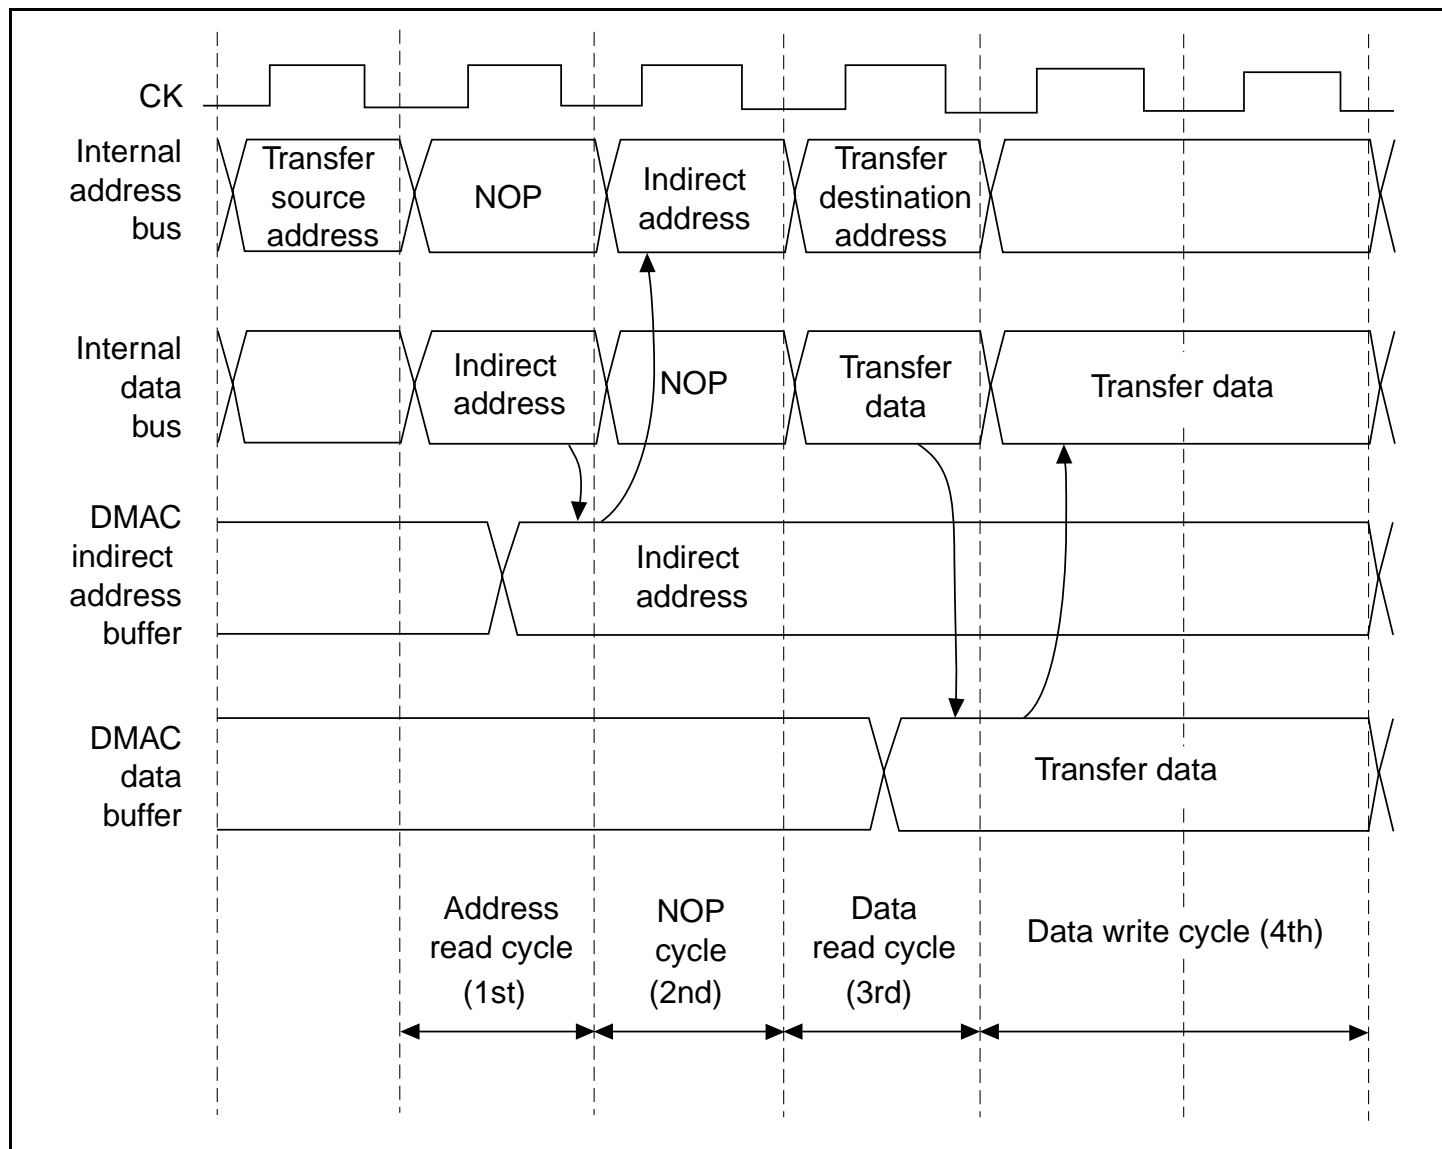 CK
Internal
address
bus
Transfer
source
address
NOP
Indirect
address
Transfer
destination
address
Internal
data
bus
Indirect
address
NOP
Transfer
data
Transfer data
DMAC
indirect
address
buffer
Indirect
address
DMAC
data
buffer
Transfer data
Address
read cycle
(1st)
NOP
cycle
(2nd)
Data
read cycle
(3rd)
Data write cycle (4th)